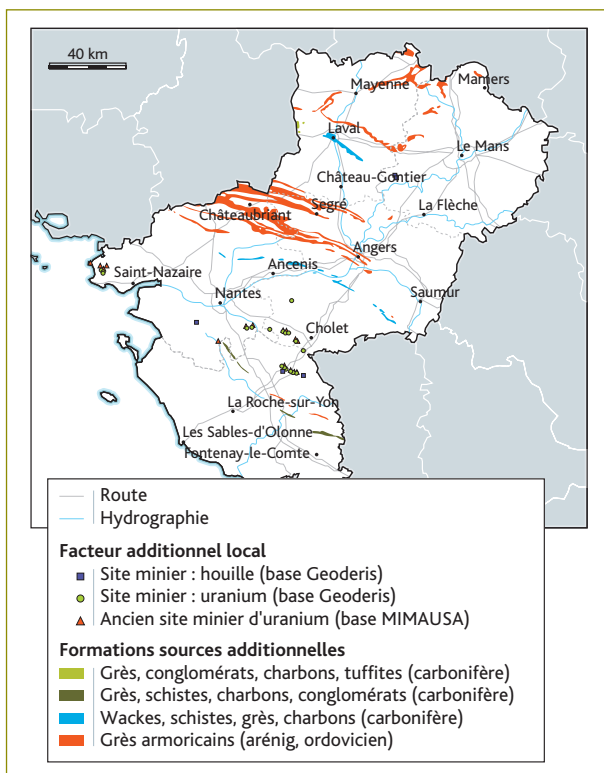 40 km
Mayenne
Mamers
Laval
Le Mans
Château-Gontier
La Flèche
Châteaubriant
Segré
Angers
Saint-Nazaire
Ancenis
Nantes
Saumur
Cholet
La Roche-sur-Yon
Les Sables-d'Olonne
Fontenay-le-Comte
Route
Hydrographie
Facteur additionnel local
Site minier : houille (base Geoderis)
Site minier : uranium (base Geoderis)
Ancien site minier d'uranium (base MIMAUSA)
Formations sources additionnelles
Grès, conglomérats, charbons, tuffites (carbonifère)
Grès, schistes, charbons, conglomérats (carbonifère)
Wackes, schistes, grès, charbons (carbonifère)
Grès armoricains (arénig, ordovicien)